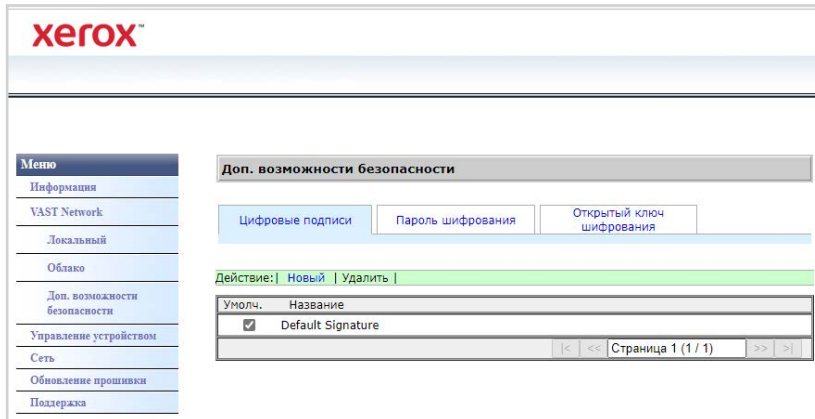 xerox™
Меню
Информация
VAST Network
Локальный
Облако
Доп. возможности
безопасности
Управление устройством
Сеть
Обновление прошивки
Поддержка
Доп. возможности безопасности
Цифровые подписи
Пароль шифрования
Открытый ключ
шифрования
Действие:| Новый | Удалить |
Умолч. Название
Default Signature
|< << Страница 1 (1 / 1) >> >|